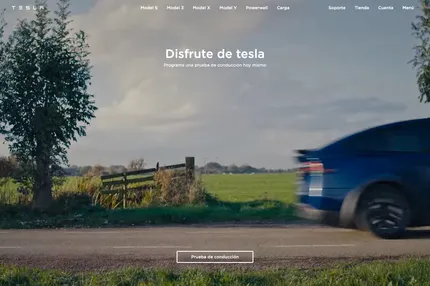 TESLA Model S Model 3 Model X Model Y Powerwall Carga Soporte Tienda Cuenta Menú
Disfrute de tesla
Programe una prueba de conducción hoy mismo
Prueba de conducción